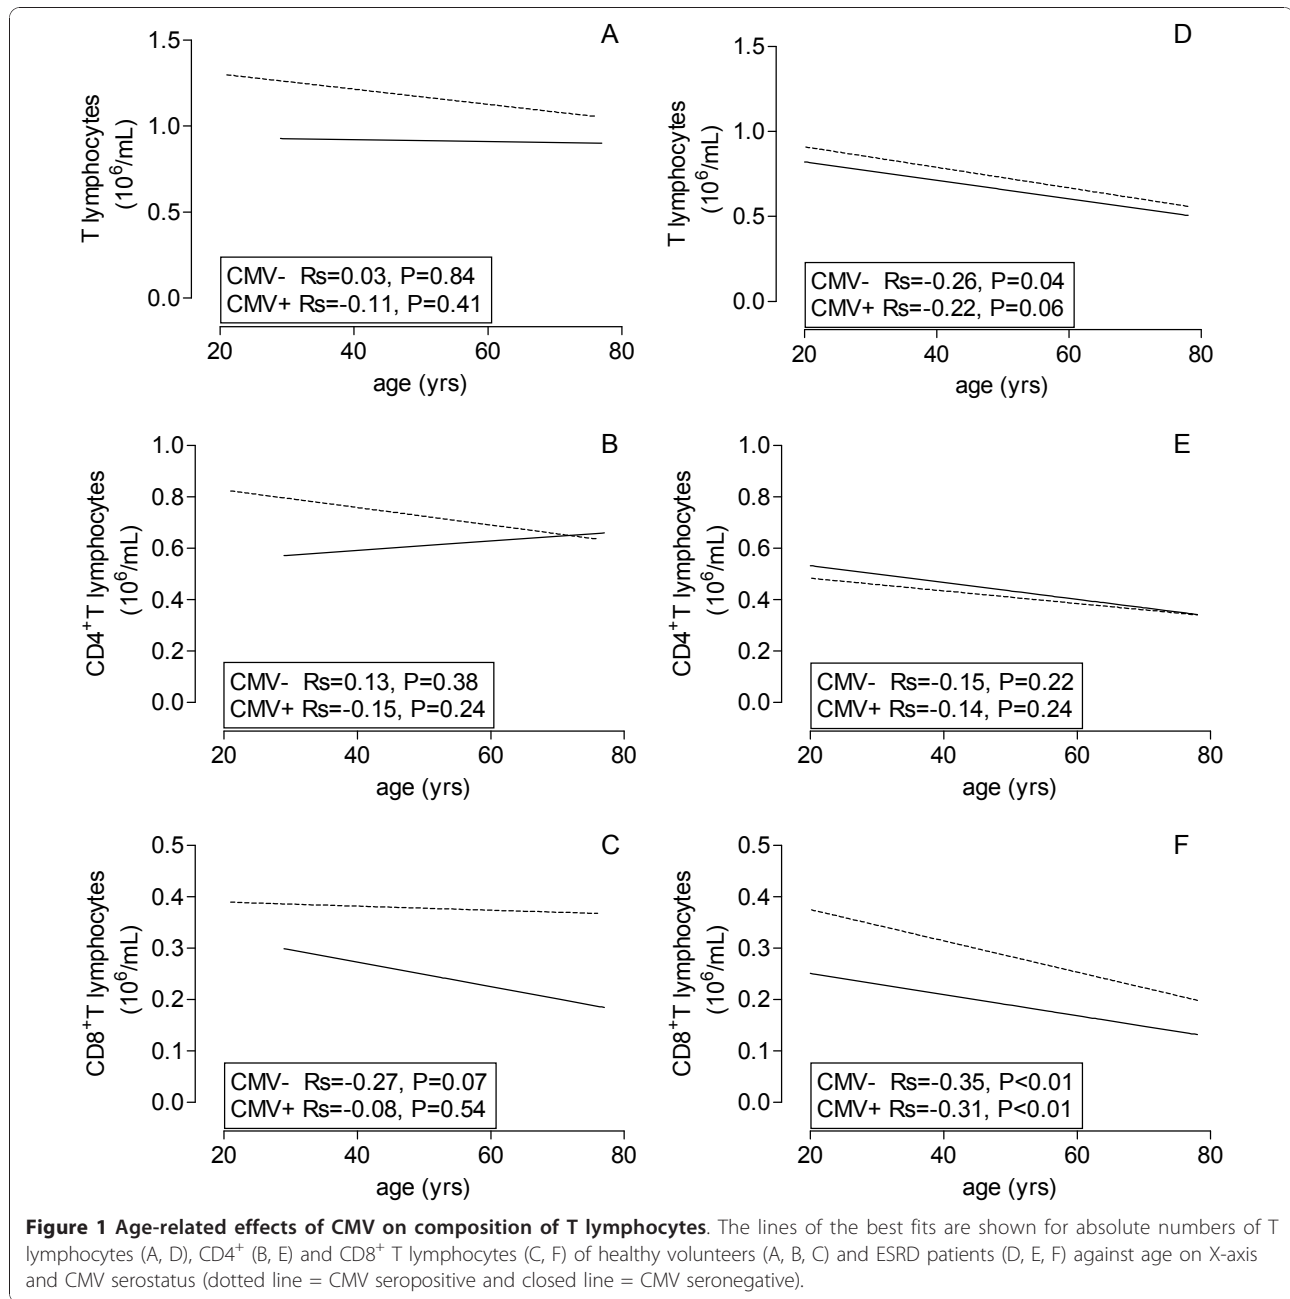 A
T lymphocytes
(10⁶/mL)
1.5
1.0
0.5
0.0
CMV- Rs=0.03, P=0.84
CMV+ Rs=-0.11, P=0.41
20 40 60 80
age (yrs)
D
T lymphocytes
(10⁶/mL)
1.5
1.0
0.5
0.0
CMV- Rs=-0.26, P=0.04
CMV+ Rs=-0.22, P=0.06
20 40 60 80
age (yrs)
B
CD4⁺T lymphocytes
(10⁶/mL)
1.0
0.8
0.6
0.4
0.2
0.0
CMV- Rs=0.13, P=0.38
CMV+ Rs=-0.15, P=0.24
20 40 60 80
age (yrs)
E
CD4⁺T lymphocytes
(10⁶/mL)
1.0
0.8
0.6
0.4
0.2
0.0
CMV- Rs=-0.15, P=0.22
CMV+ Rs=-0.14, P=0.24
20 40 60 80
age (yrs)
C
CD8⁺T lymphocytes
(10⁶/mL)
0.5
0.4
0.3
0.2
0.1
0.0
CMV- Rs=-0.27, P=0.07
CMV+ Rs=-0.08, P=0.54
20 40 60 80
age (yrs)
F
CD8⁺T lymphocytes
(10⁶/mL)
0.5
0.4
0.3
0.2
0.1
0.0
CMV- Rs=-0.35, P<0.01
CMV+ Rs=-0.31, P<0.01
20 40 60 80
age (yrs)
Figure 1 Age-related effects of CMV on composition of T lymphocytes. The lines of the best fits are shown for absolute numbers of T
lymphocytes (A, D), CD4⁺ (B, E) and CD8⁺ T lymphocytes (C, F) of healthy volunteers (A, B, C) and ESRD patients (D, E, F) against age on X-axis
and CMV serostatus (dotted line = CMV seropositive and closed line = CMV seronegative).